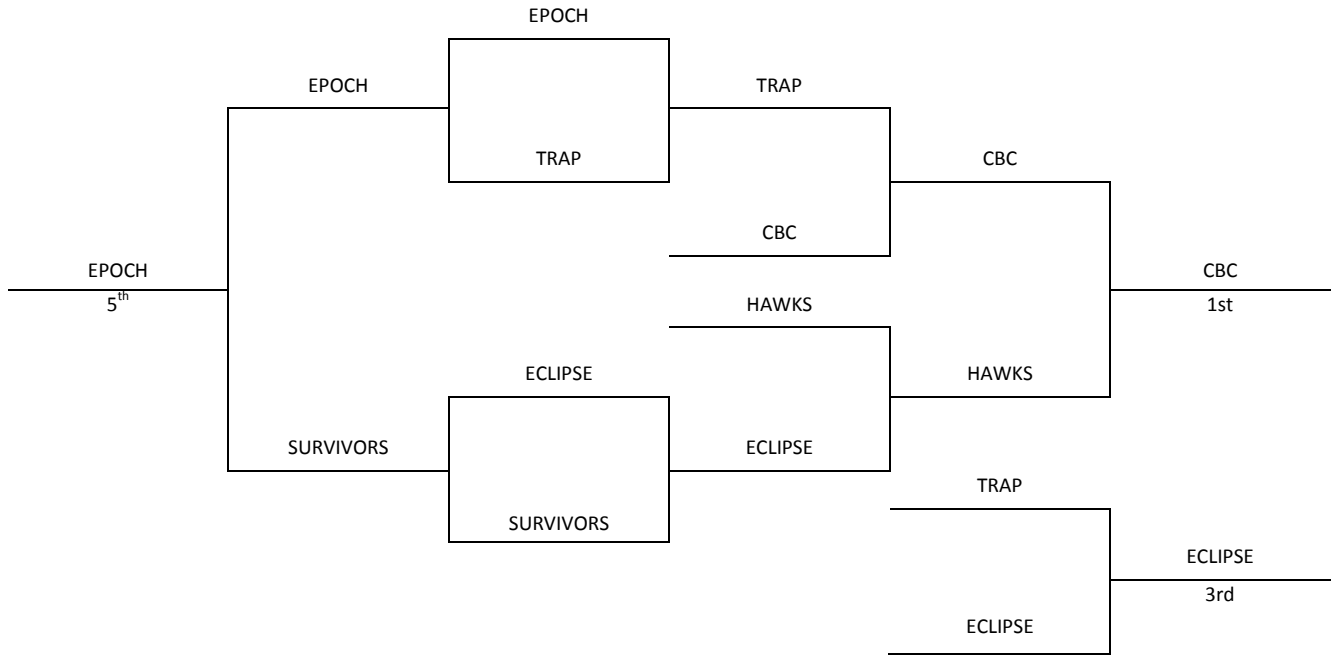 EPOCH
EPOCH
TRAP
TRAP
CBC
CBC
EPOCH
CBC
5th
1st
HAWKS
ECLIPSE
HAWKS
SURVIVORS
ECLIPSE
TRAP
SURVIVORS
ECLIPSE
3rd
ECLIPSE